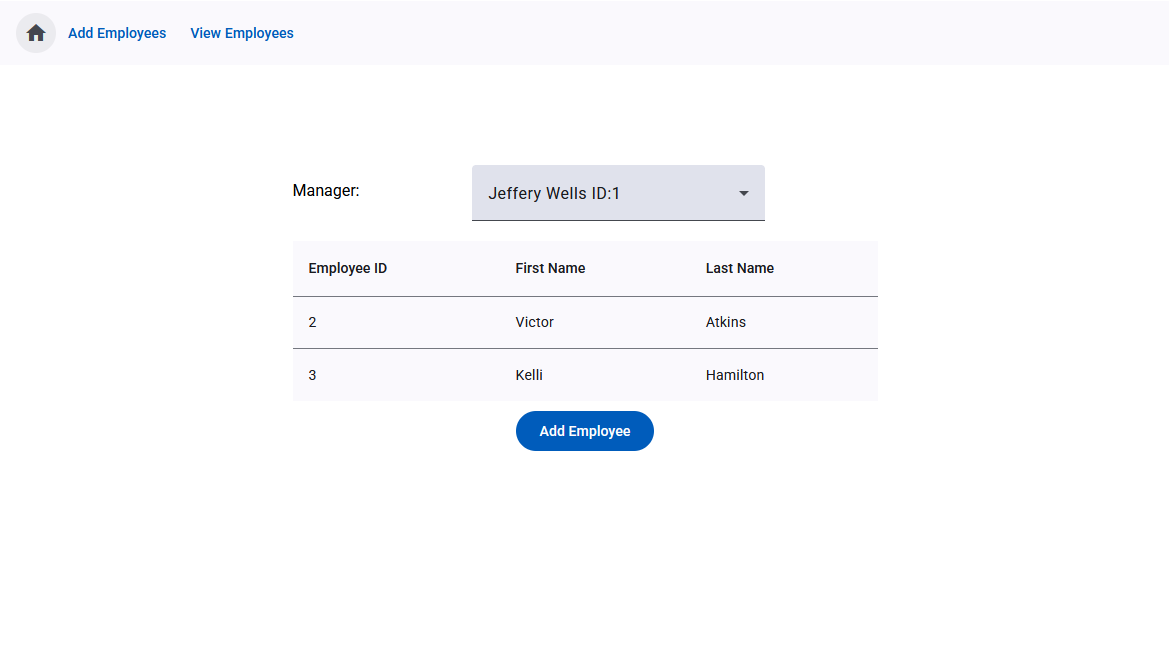 Add Employees View Employees
Manager: Jeffery Wells ID:1
Employee ID First Name Last Name
2 Victor Atkins
3 Kelli Hamilton
Add Employee